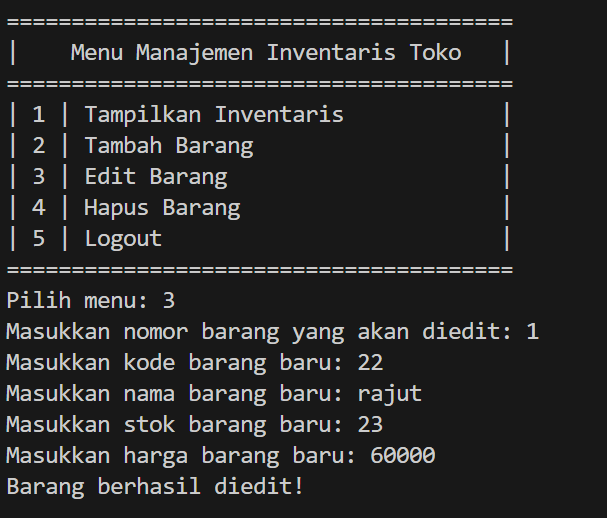 =======================================
|    Menu Manajemen Inventaris Toko   |
=======================================
| 1 | Tampilkan Inventaris            |
| 2 | Tambah Barang                   |
| 3 | Edit Barang                     |
| 4 | Hapus Barang                    |
| 5 | Logout                          |
=======================================
Pilih menu: 3
Masukkan nomor barang yang akan diedit: 1
Masukkan kode barang baru: 22
Masukkan nama barang baru: rajut
Masukkan stok barang baru: 23
Masukkan harga barang baru: 60000
Barang berhasil diedit!